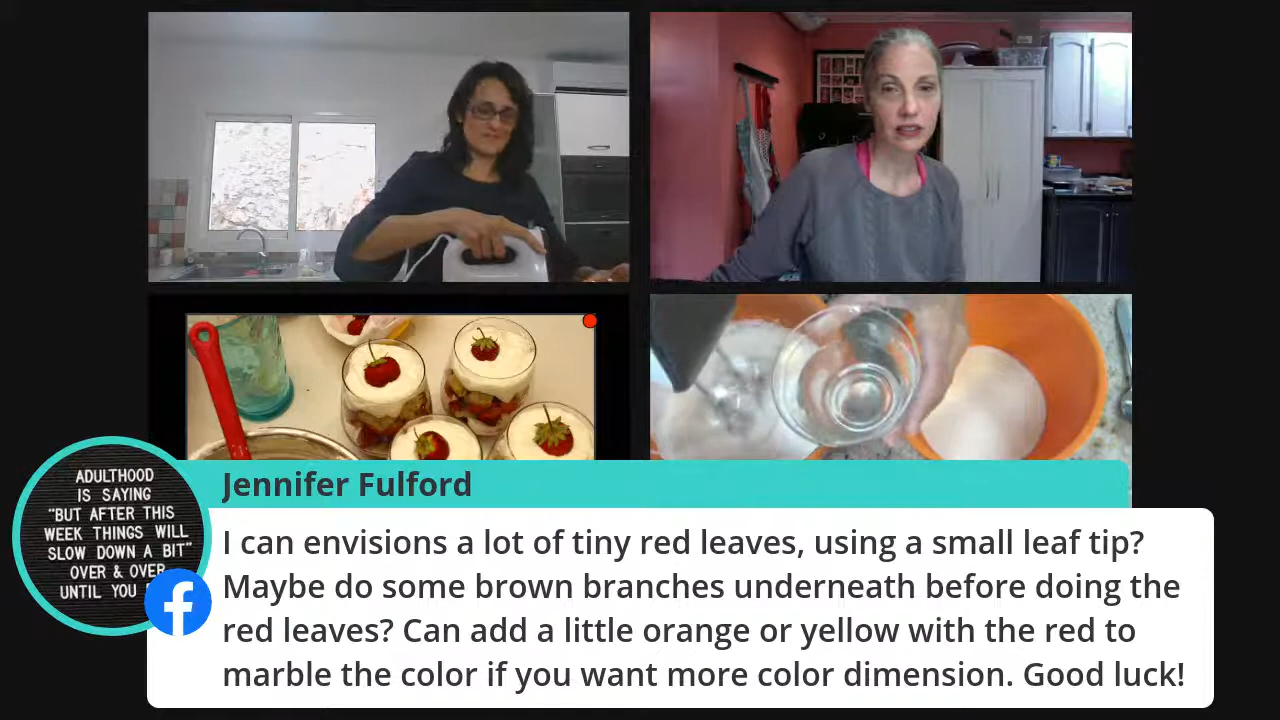 ADULTHOOD
IS SAYING
"BUT AFTER THIS
WEEK THINGS WILL
SLOW DOWN A BIT"
OVER & OVER
UNTIL YOU
Jennifer Fulford
I can envisions a lot of tiny red leaves, using a small leaf tip?
Maybe do some brown branches underneath before doing the
red leaves? Can add a little orange or yellow with the red to
marble the color if you want more color dimension. Good luck!